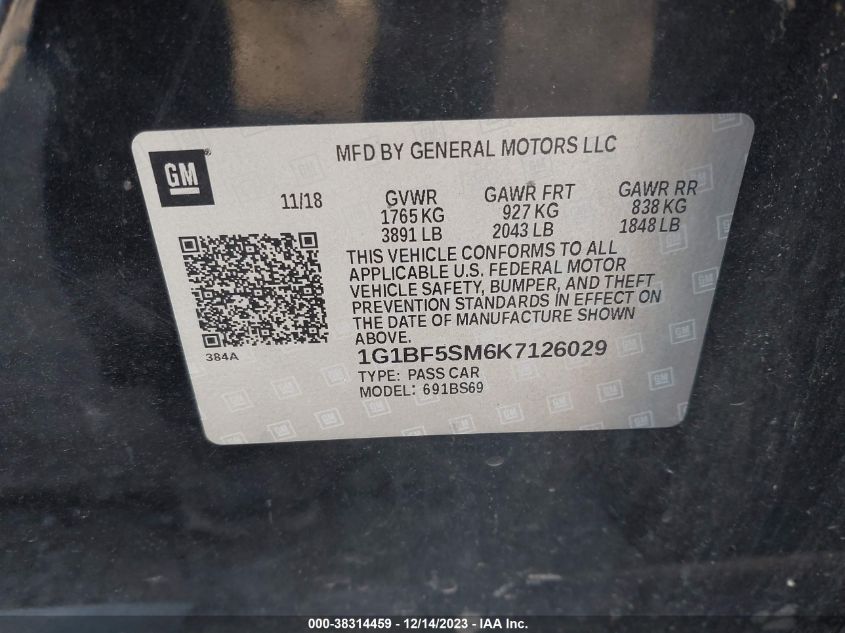 GM
MFD BY GENERAL MOTORS LLC
11/18
GVWR
1765 KG
3891 LB
GAWR FRT
927 KG
2043 LB
GAWR RR
838 KG
1848 LB
THIS VEHICLE CONFORMS TO ALL
APPLICABLE U.S. FEDERAL MOTOR
VEHICLE SAFETY, BUMPER, AND THEFT
PREVENTION STANDARDS IN EFFECT ON
THE DATE OF MANUFACTURE SHOWN
ABOVE.
384A
1G1BF5SM6K7126029
TYPE: PASS CAR
MODEL: 691BS69
000-38314459 - 12/14/2023 - IAA Inc.